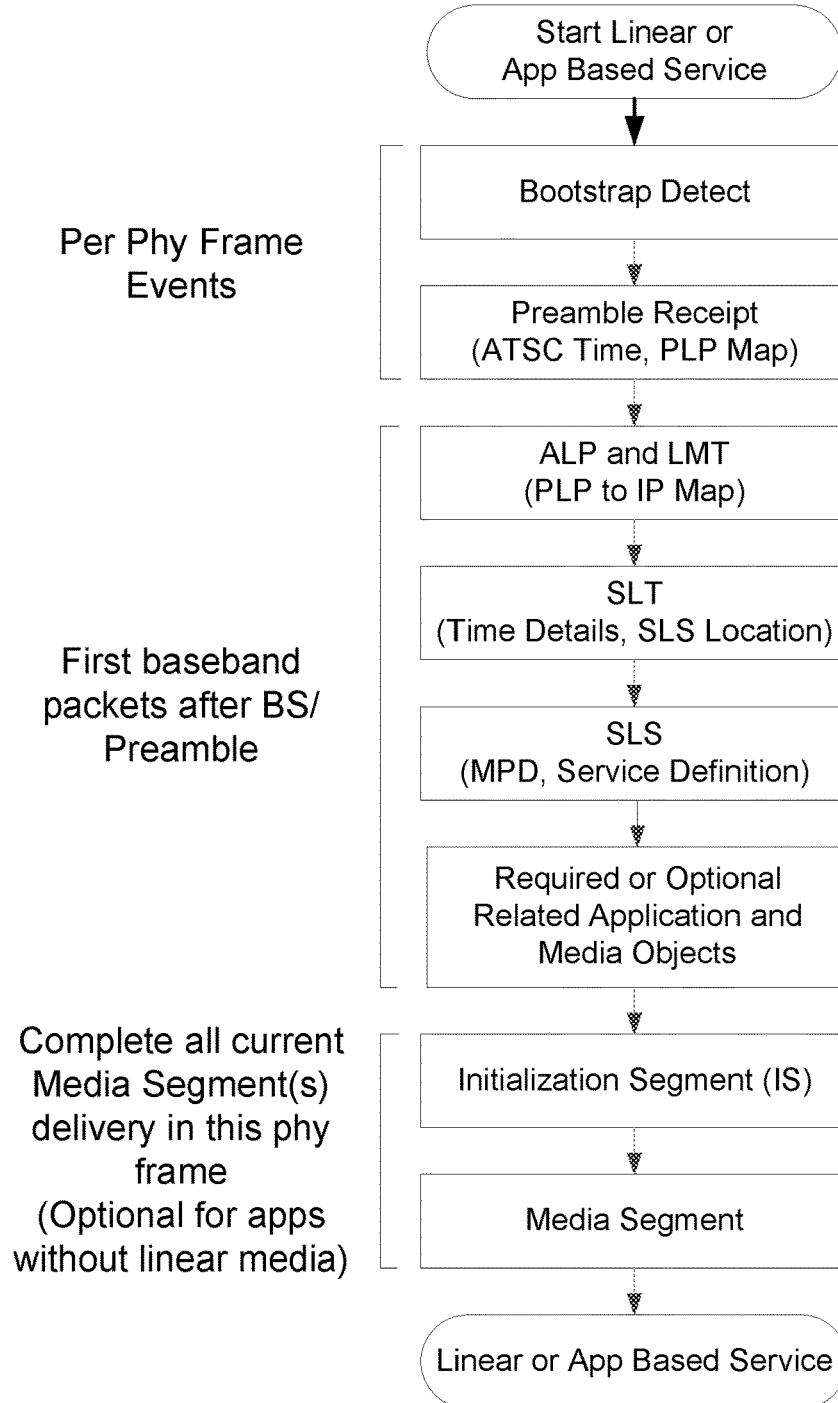 Start Linear or
App Based Service
Per Phy Frame
Events
Bootstrap Detect
Preamble Receipt
(ATSC Time, PLP Map)
First baseband
packets after BS/
Preamble
ALP and LMT
(PLP to IP Map)
SLT
(Time Details, SLS Location)
SLS
(MPD, Service Definition)
Required or Optional
Related Application and
Media Objects
Complete all current
Media Segment(s)
delivery in this phy
frame
(Optional for apps
without linear media)
Initialization Segment (IS)
Media Segment
Linear or App Based Service